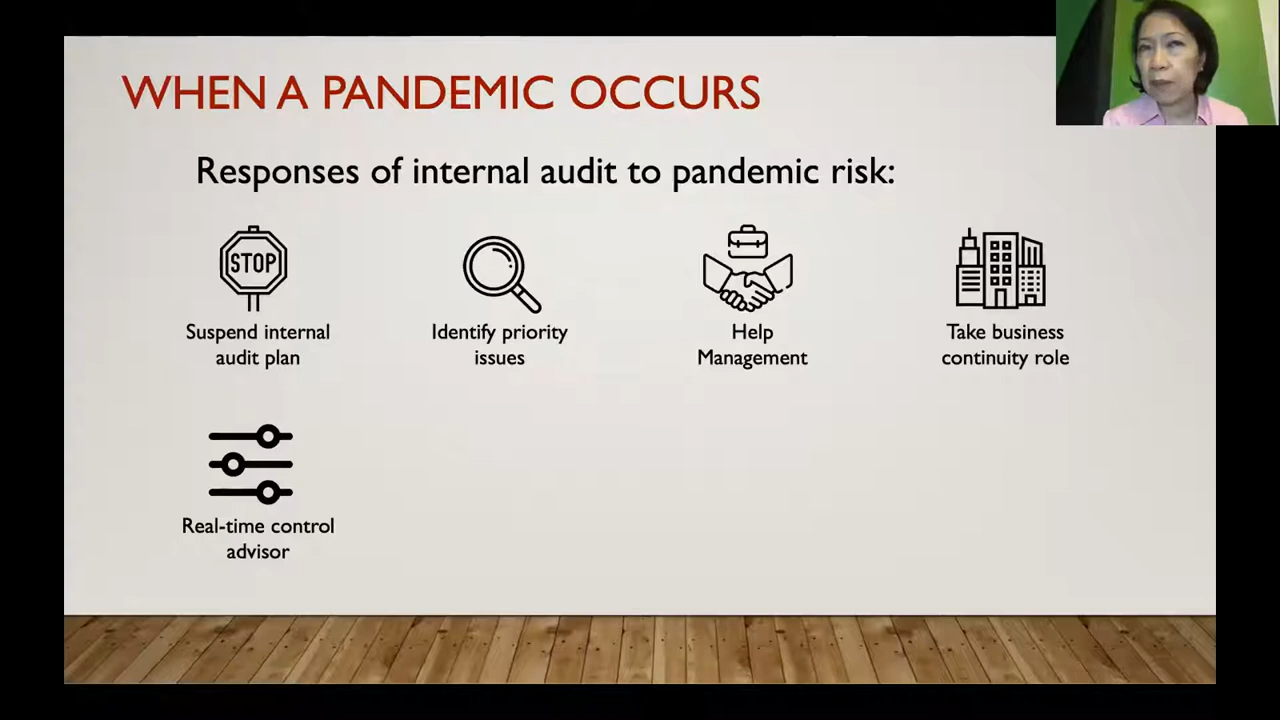 WHEN A PANDEMIC OCCURS
Responses of internal audit to pandemic risk:
STOP
Suspend internal
audit plan
Identify priority
issues
Help
Management
Take business
continuity role
Real-time control
advisor